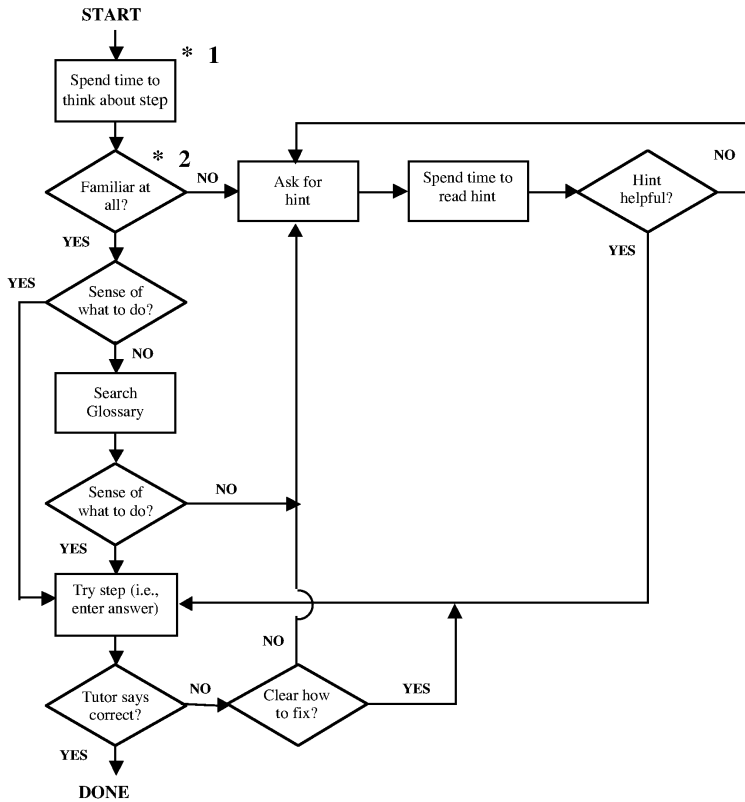 START
* 1
Spend time to
think about step
* 2
Familiar at
all?
NO
Ask for
hint
Spend time to
read hint
Hint
helpful?
NO
YES
YES
YES
Sense of
what to do?
NO
Search
Glossary
Sense of
what to do?
NO
YES
Try step (i.e.,
enter answer)
NO
Tutor says
correct?
NO
Clear how
to fix?
YES
YES
DONE